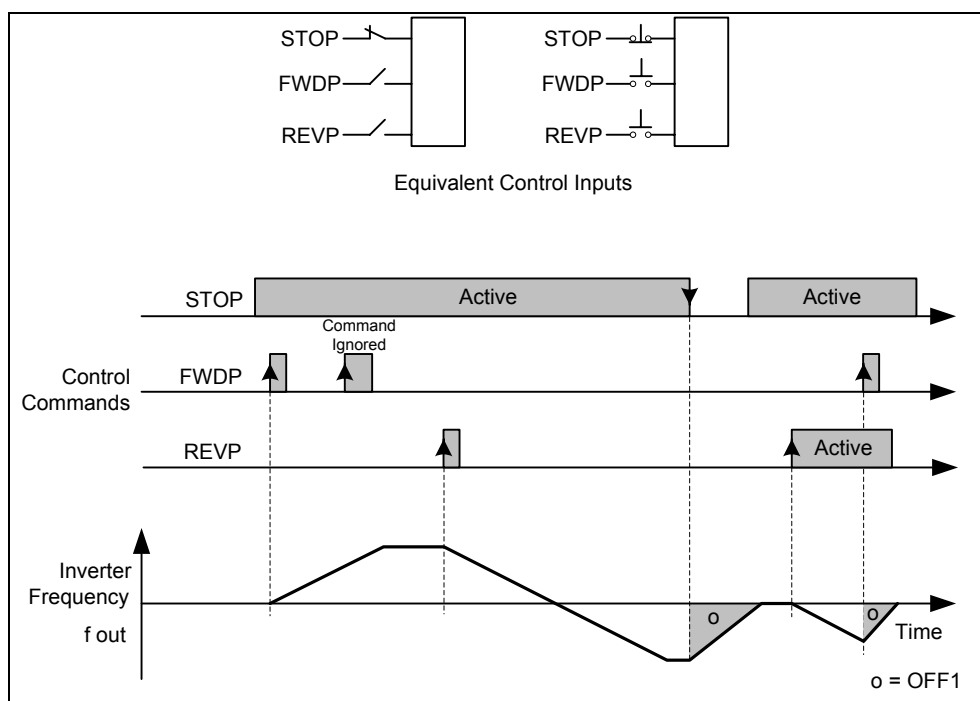 STOP
FWDP
REVP
STOP
FWDP
REVP
Equivalent Control Inputs
STOP
Active
Active
Command
Ignored
Control
Commands
FWDP
REVP
Active
Inverter
Frequency
f out
o
o
Time
o = OFF1